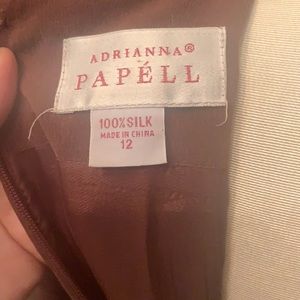 ADRIANNA®
PAPÉLL
100% SILK
MADE IN CHINA
12